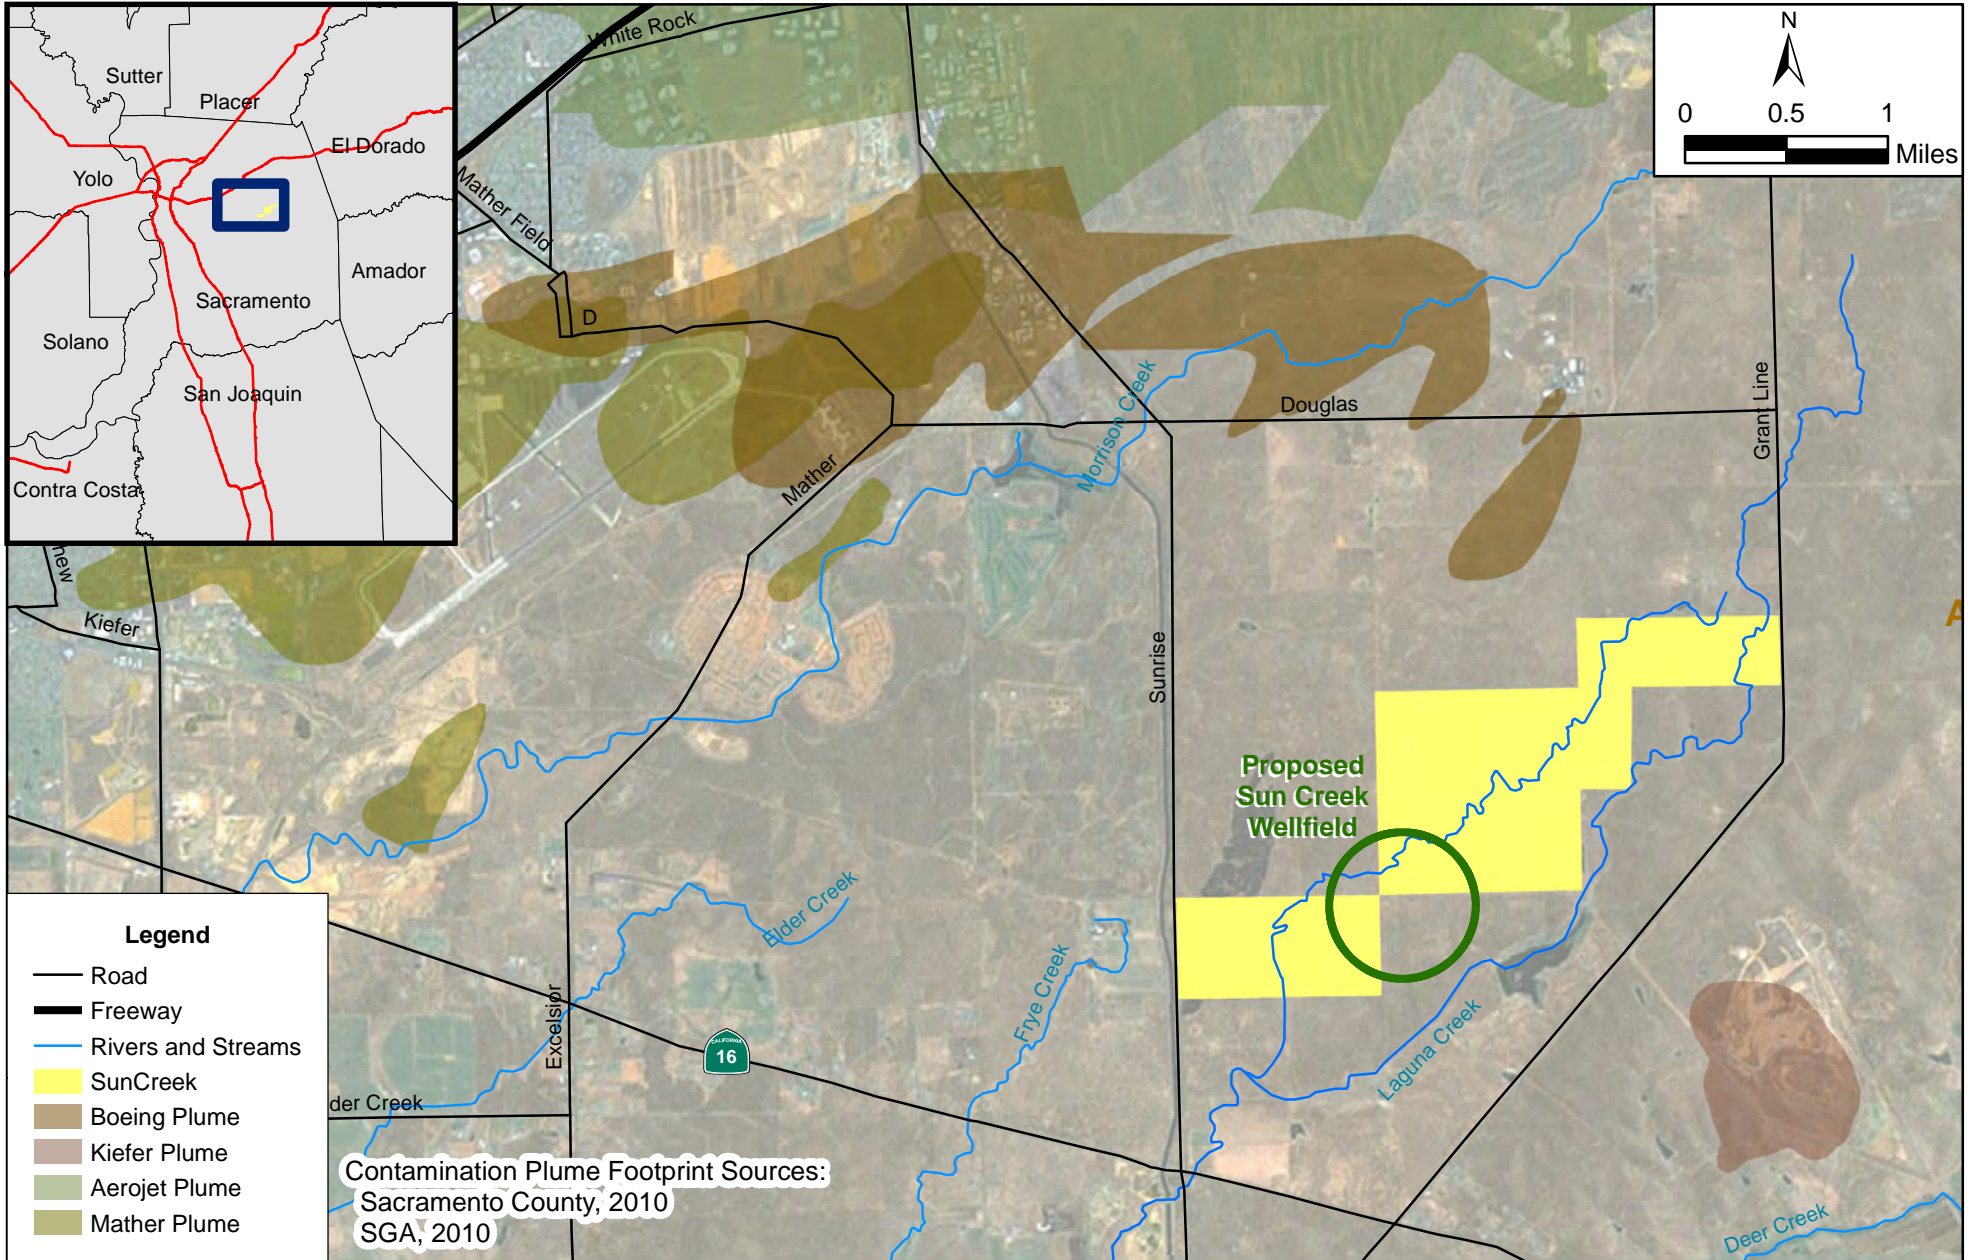 Sutter
Placer
El Dorado
Yolo
Amador
Sacramento
Solano
San Joaquin
Contra Costa
White Rock
N
0 0.5 1
Miles
Mather Field
D
Morrison Creek
Douglas
Grant Line
Mather
hew
Kiefer
A
Sunrise
Proposed
Sun Creek
Wellfield
Elder Creek
Frye Creek
Excelsior
CALIFORNIA
16
Laguna Creek
der Creek
Deer Creek
Legend
Road
Freeway
Rivers and Streams
SunCreek
Boeing Plume
Kiefer Plume
Aerojet Plume
Mather Plume
Contamination Plume Footprint Sources:
Sacramento County, 2010
SGA, 2010